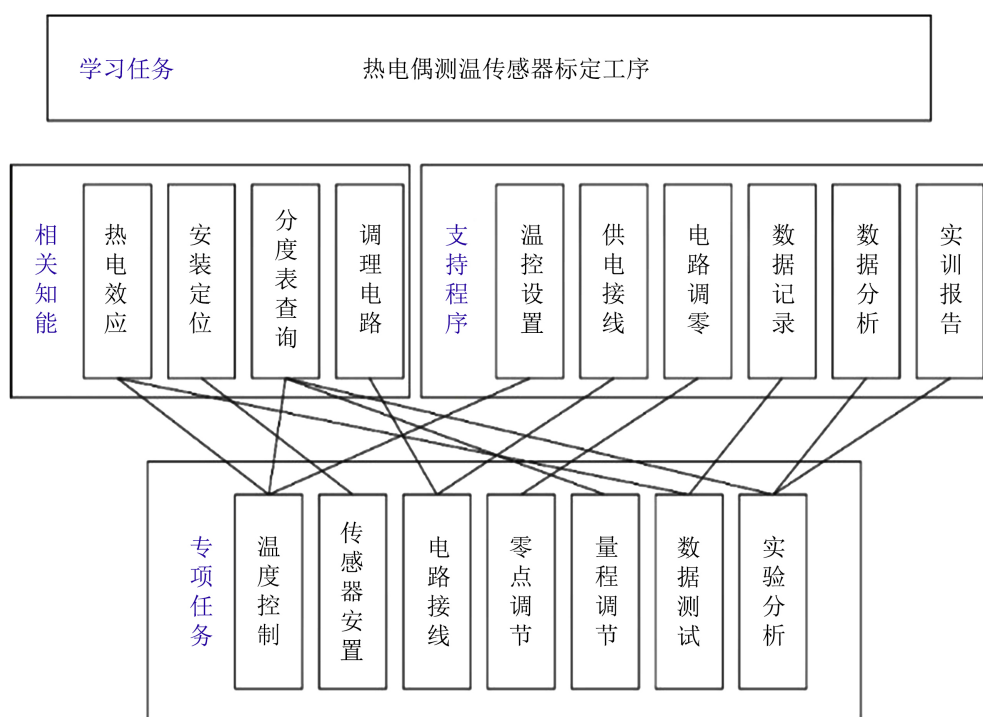 学习任务
热电偶测温传感器标定工序
相关知能
热电效应
安装定位
分度表查询
调理电路
支持程序
温控设置
供电接线
电路调零
数据记录
数据分析
实训报告
专项任务
温度控制
传感器安置
电路接线
零点调节
量程调节
数据测试
实验分析